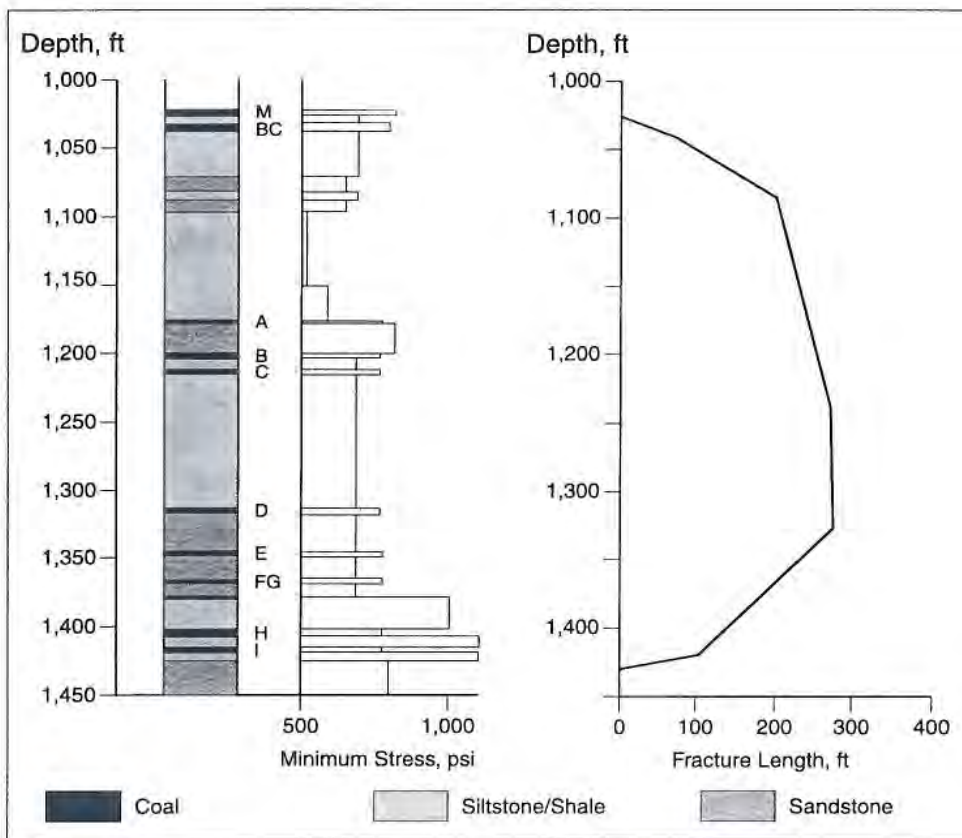 Depth, ft
1,000
1,050
1,100
1,150
1,200
1,250
1,300
1,350
1,400
1,450
M
BC
A
B
C
D
E
FG
H
I
500
1,000
Minimum Stress, psi
Depth, ft
1,000
1,100
1,200
1,300
1,400
0
100
200
300
400
Fracture Length, ft
Coal
Siltstone/Shale
Sandstone